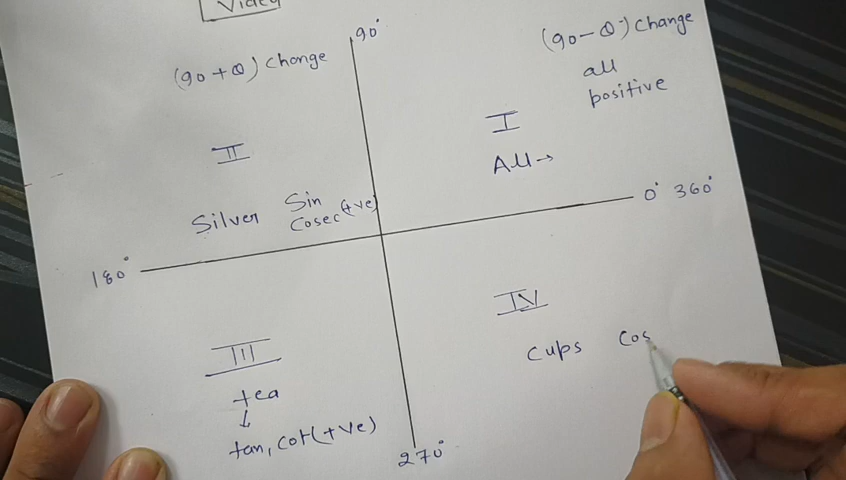 Video
90°
(90+θ) Change
(90-θ°) Change
all
positive
II
I
All→
Silver Sin
Cosec(+ve)
0° 360°
180°
IV
Cups Cos
III
tea
↓
tan, Cot(+ve)
270°